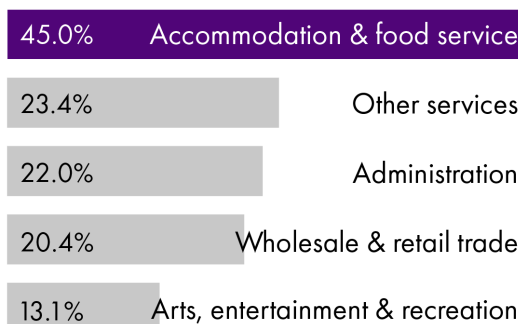 45.0% Accommodation & food service
23.4% Other services
22.0% Administration
20.4% Wholesale & retail trade
13.1% Arts, entertainment & recreation